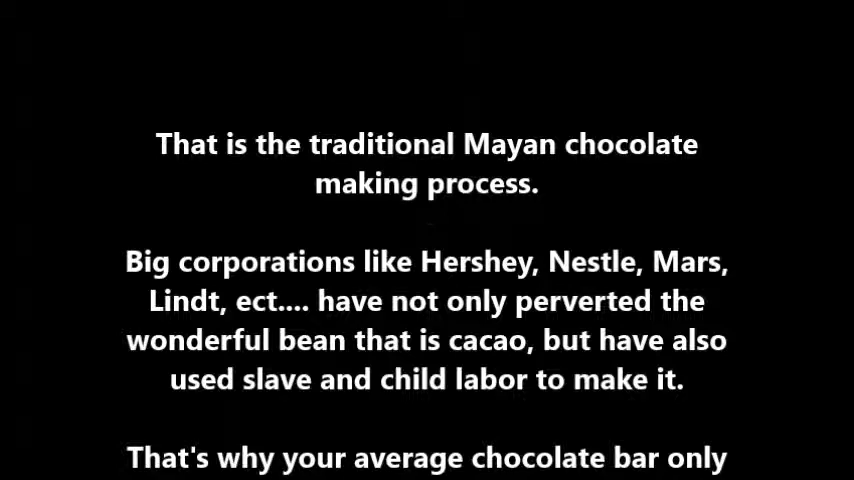 That is the traditional Mayan chocolate
making process.
Big corporations like Hershey, Nestle, Mars,
Lindt, ect.... have not only perverted the
wonderful bean that is cacao, but have also
used slave and child labor to make it.
That's why your average chocolate bar only